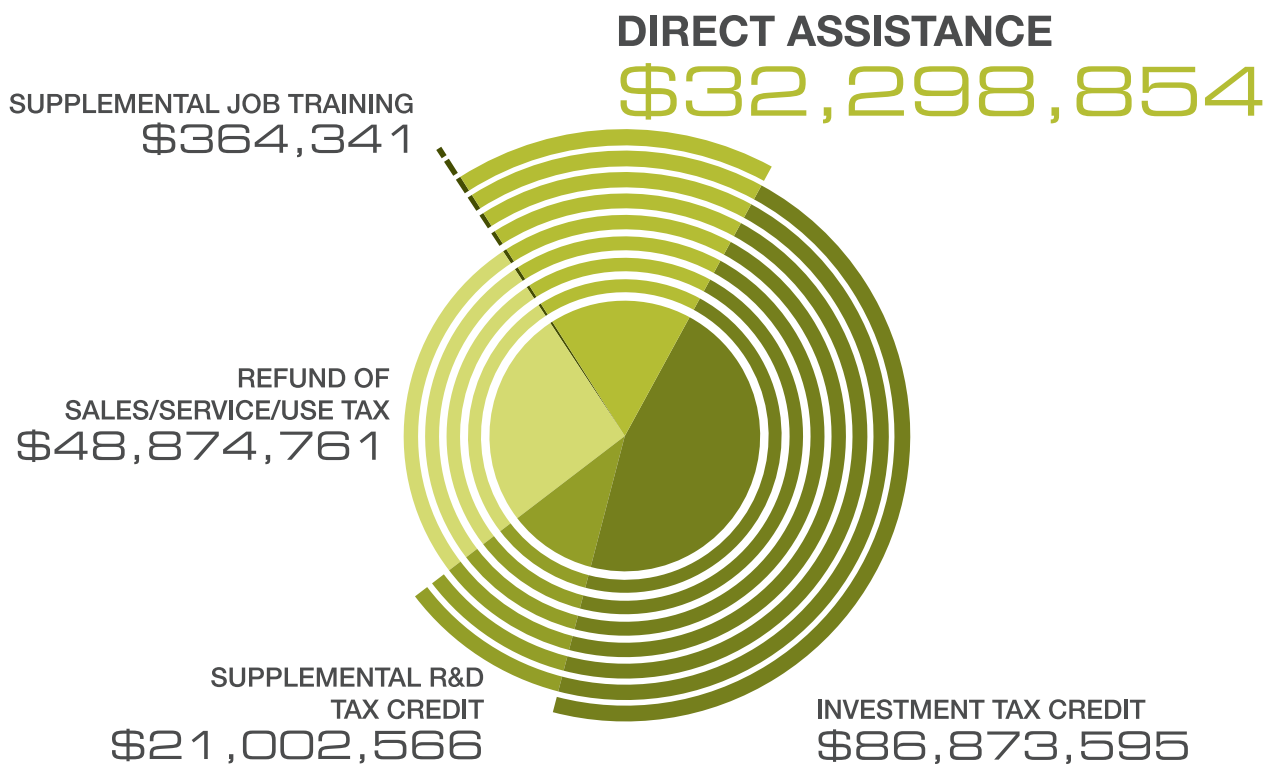 DIRECT ASSISTANCE
$32,298,854
SUPPLEMENTAL JOB TRAINING
$364,341
REFUND OF
SALES/SERVICE/USE TAX
$48,874,761
SUPPLEMENTAL R&D
TAX CREDIT
$21,002,566
INVESTMENT TAX CREDIT
$86,873,595